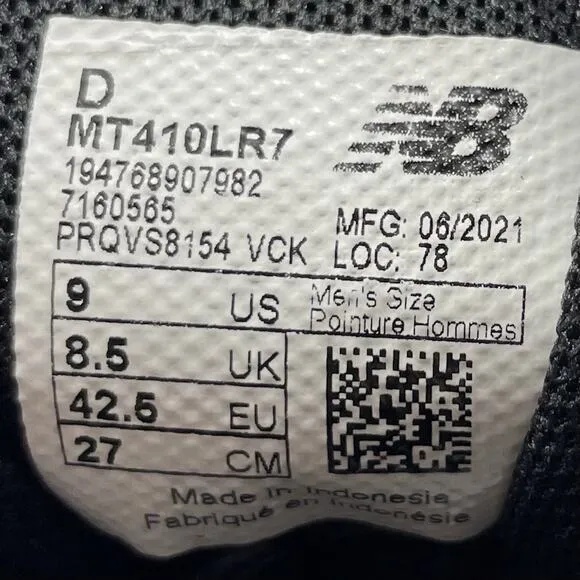 D
MT410LR7
NB
194768907982
7160565
PRQVS8154 VCK
MFG: 06/2021
LOC: 78
9 US Men's Size
Pointure Hommes
8.5 UK
42.5 EU
27 CM
Made in Indonesia
Fabriqué en Indonésie